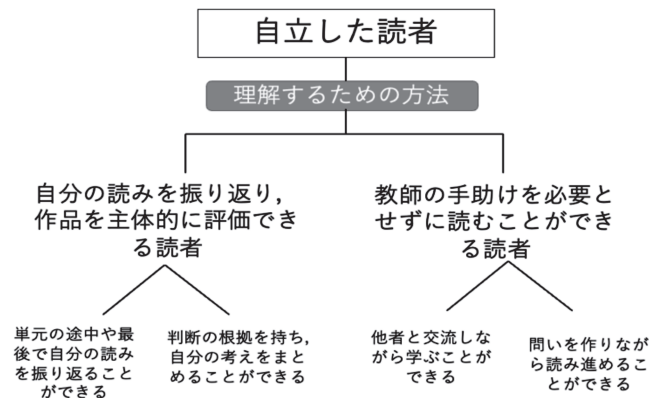 自立した読者
理解するための方法
自分の読みを振り返り,
作品を主体的に評価でき
る読者
教師の手助けを必要と
せずに読むことができ
る読者
単元の途中や最
後で自分の読み
を振り返ること
ができる
判断の根拠を持ち,
自分の考えをまと
めることができる
他者と交流しな
がら学ぶことが
できる
問いを作りなが
ら読み進めるこ
とができる